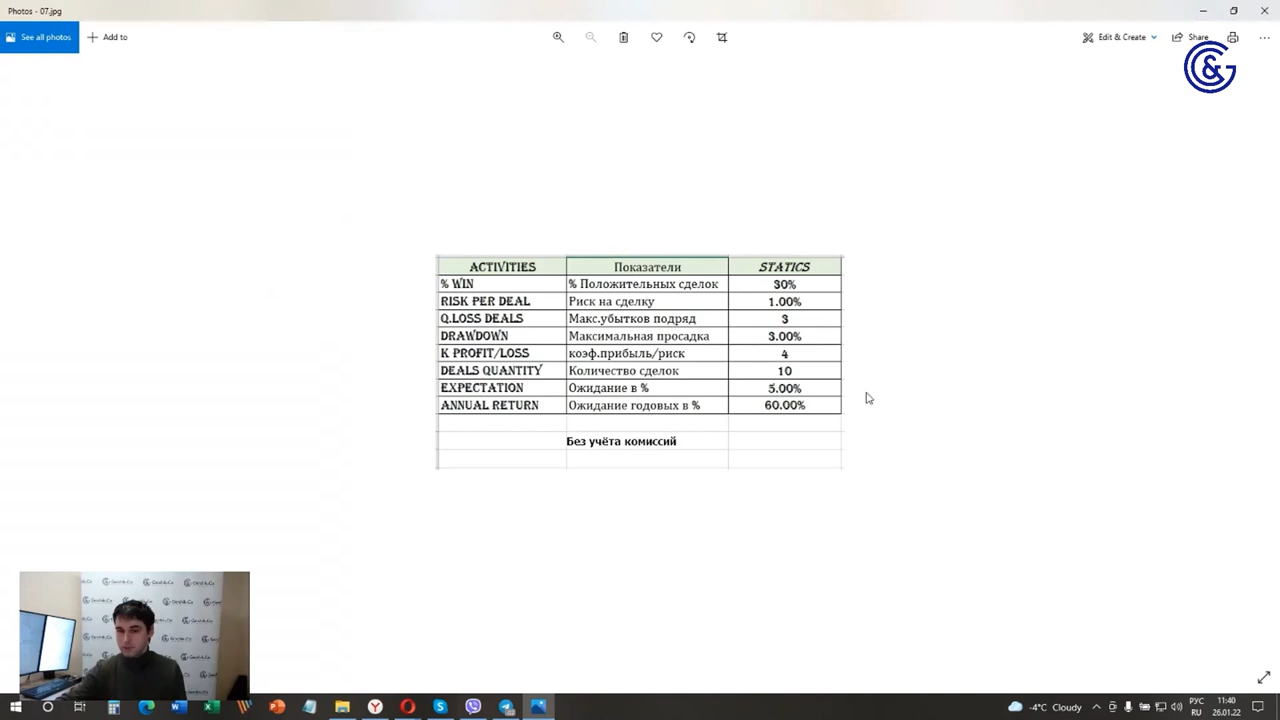 Photos - 07.jpg
See all photos
Add to
Edit & Create
Share
G&
ACTIVITIES Показатели STATICS
% WIN % Положительных сделок 30%
RISK PER DEAL Риск на сделку 1.00%
Q.LOSS DEALS Макс.убытков подряд 3
DRAWDOWN Максимальная просадка 3.00%
K PROFIT/LOSS коэф.прибыль/риск 4
DEALS QUANTITY Количество сделок 10
EXPECTATION Ожидание в % 5.00%
ANNUAL RETURN Ожидание годовых в % 60.00%
Без учёта комиссий
-4°C Cloudy
РУС
RU
11:40
26.01.22